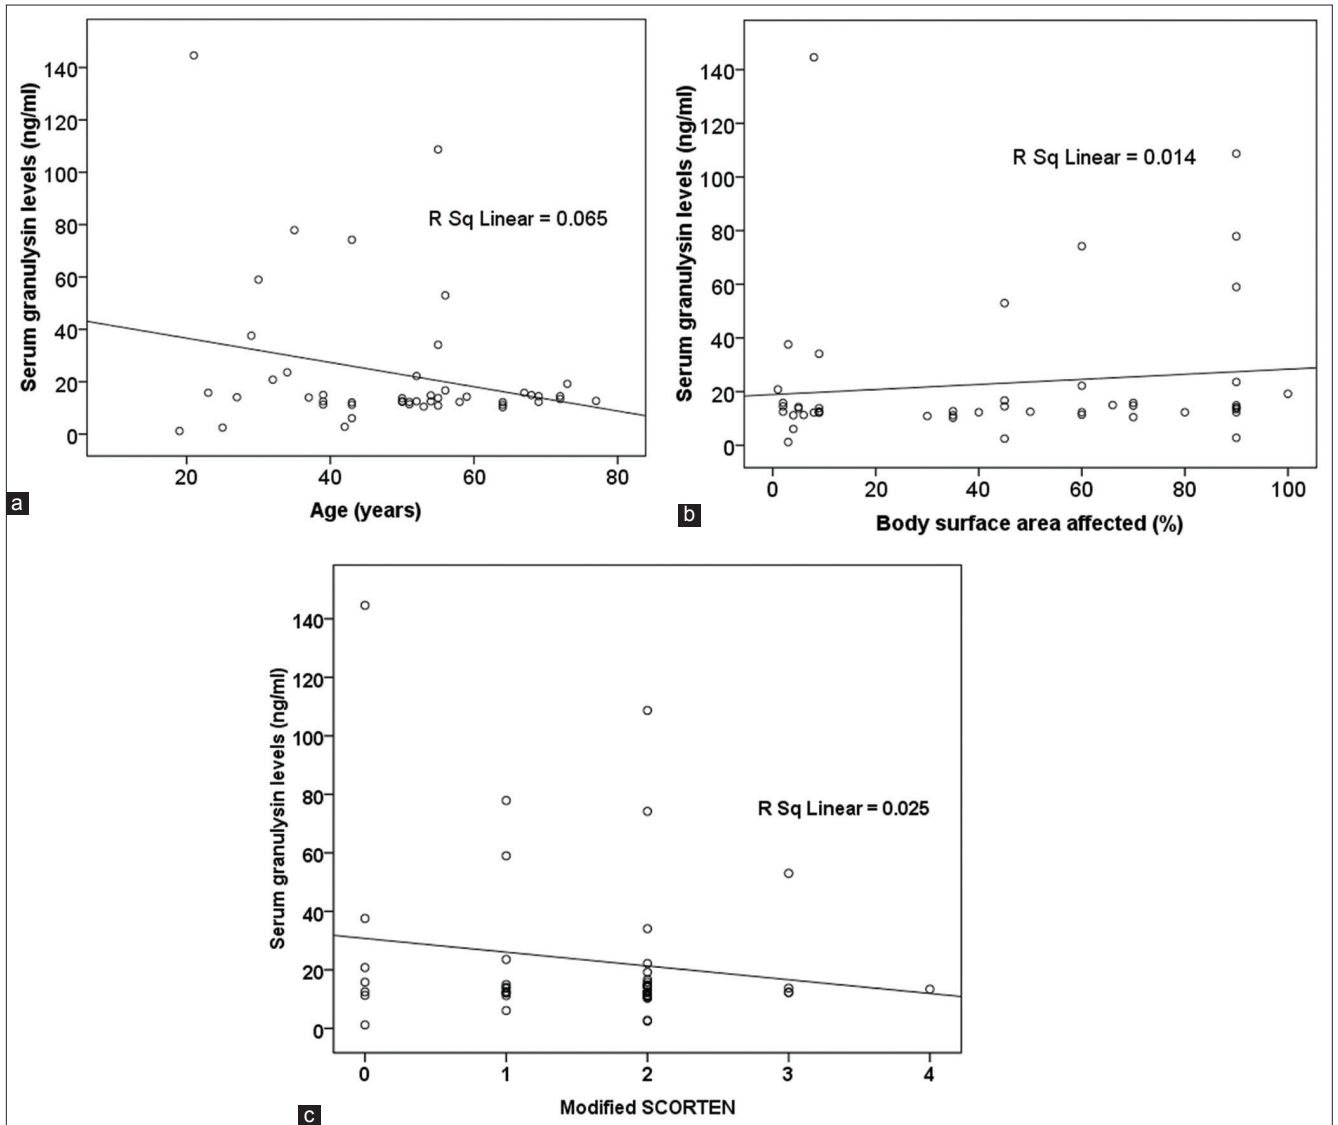 140
120
100
80
60
40
20
0
Serum granulysin levels (ng/ml)
R Sq Linear = 0.065
20 40 60 80
Age (years)
a
140
120
100
80
60
40
20
0
Serum granulysin levels (ng/ml)
R Sq Linear = 0.014
0 20 40 60 80 100
Body surface area affected (%)
b
140
120
100
80
60
40
20
0
Serum granulysin levels (ng/ml)
R Sq Linear = 0.025
0 1 2 3 4
Modified SCORTEN
c